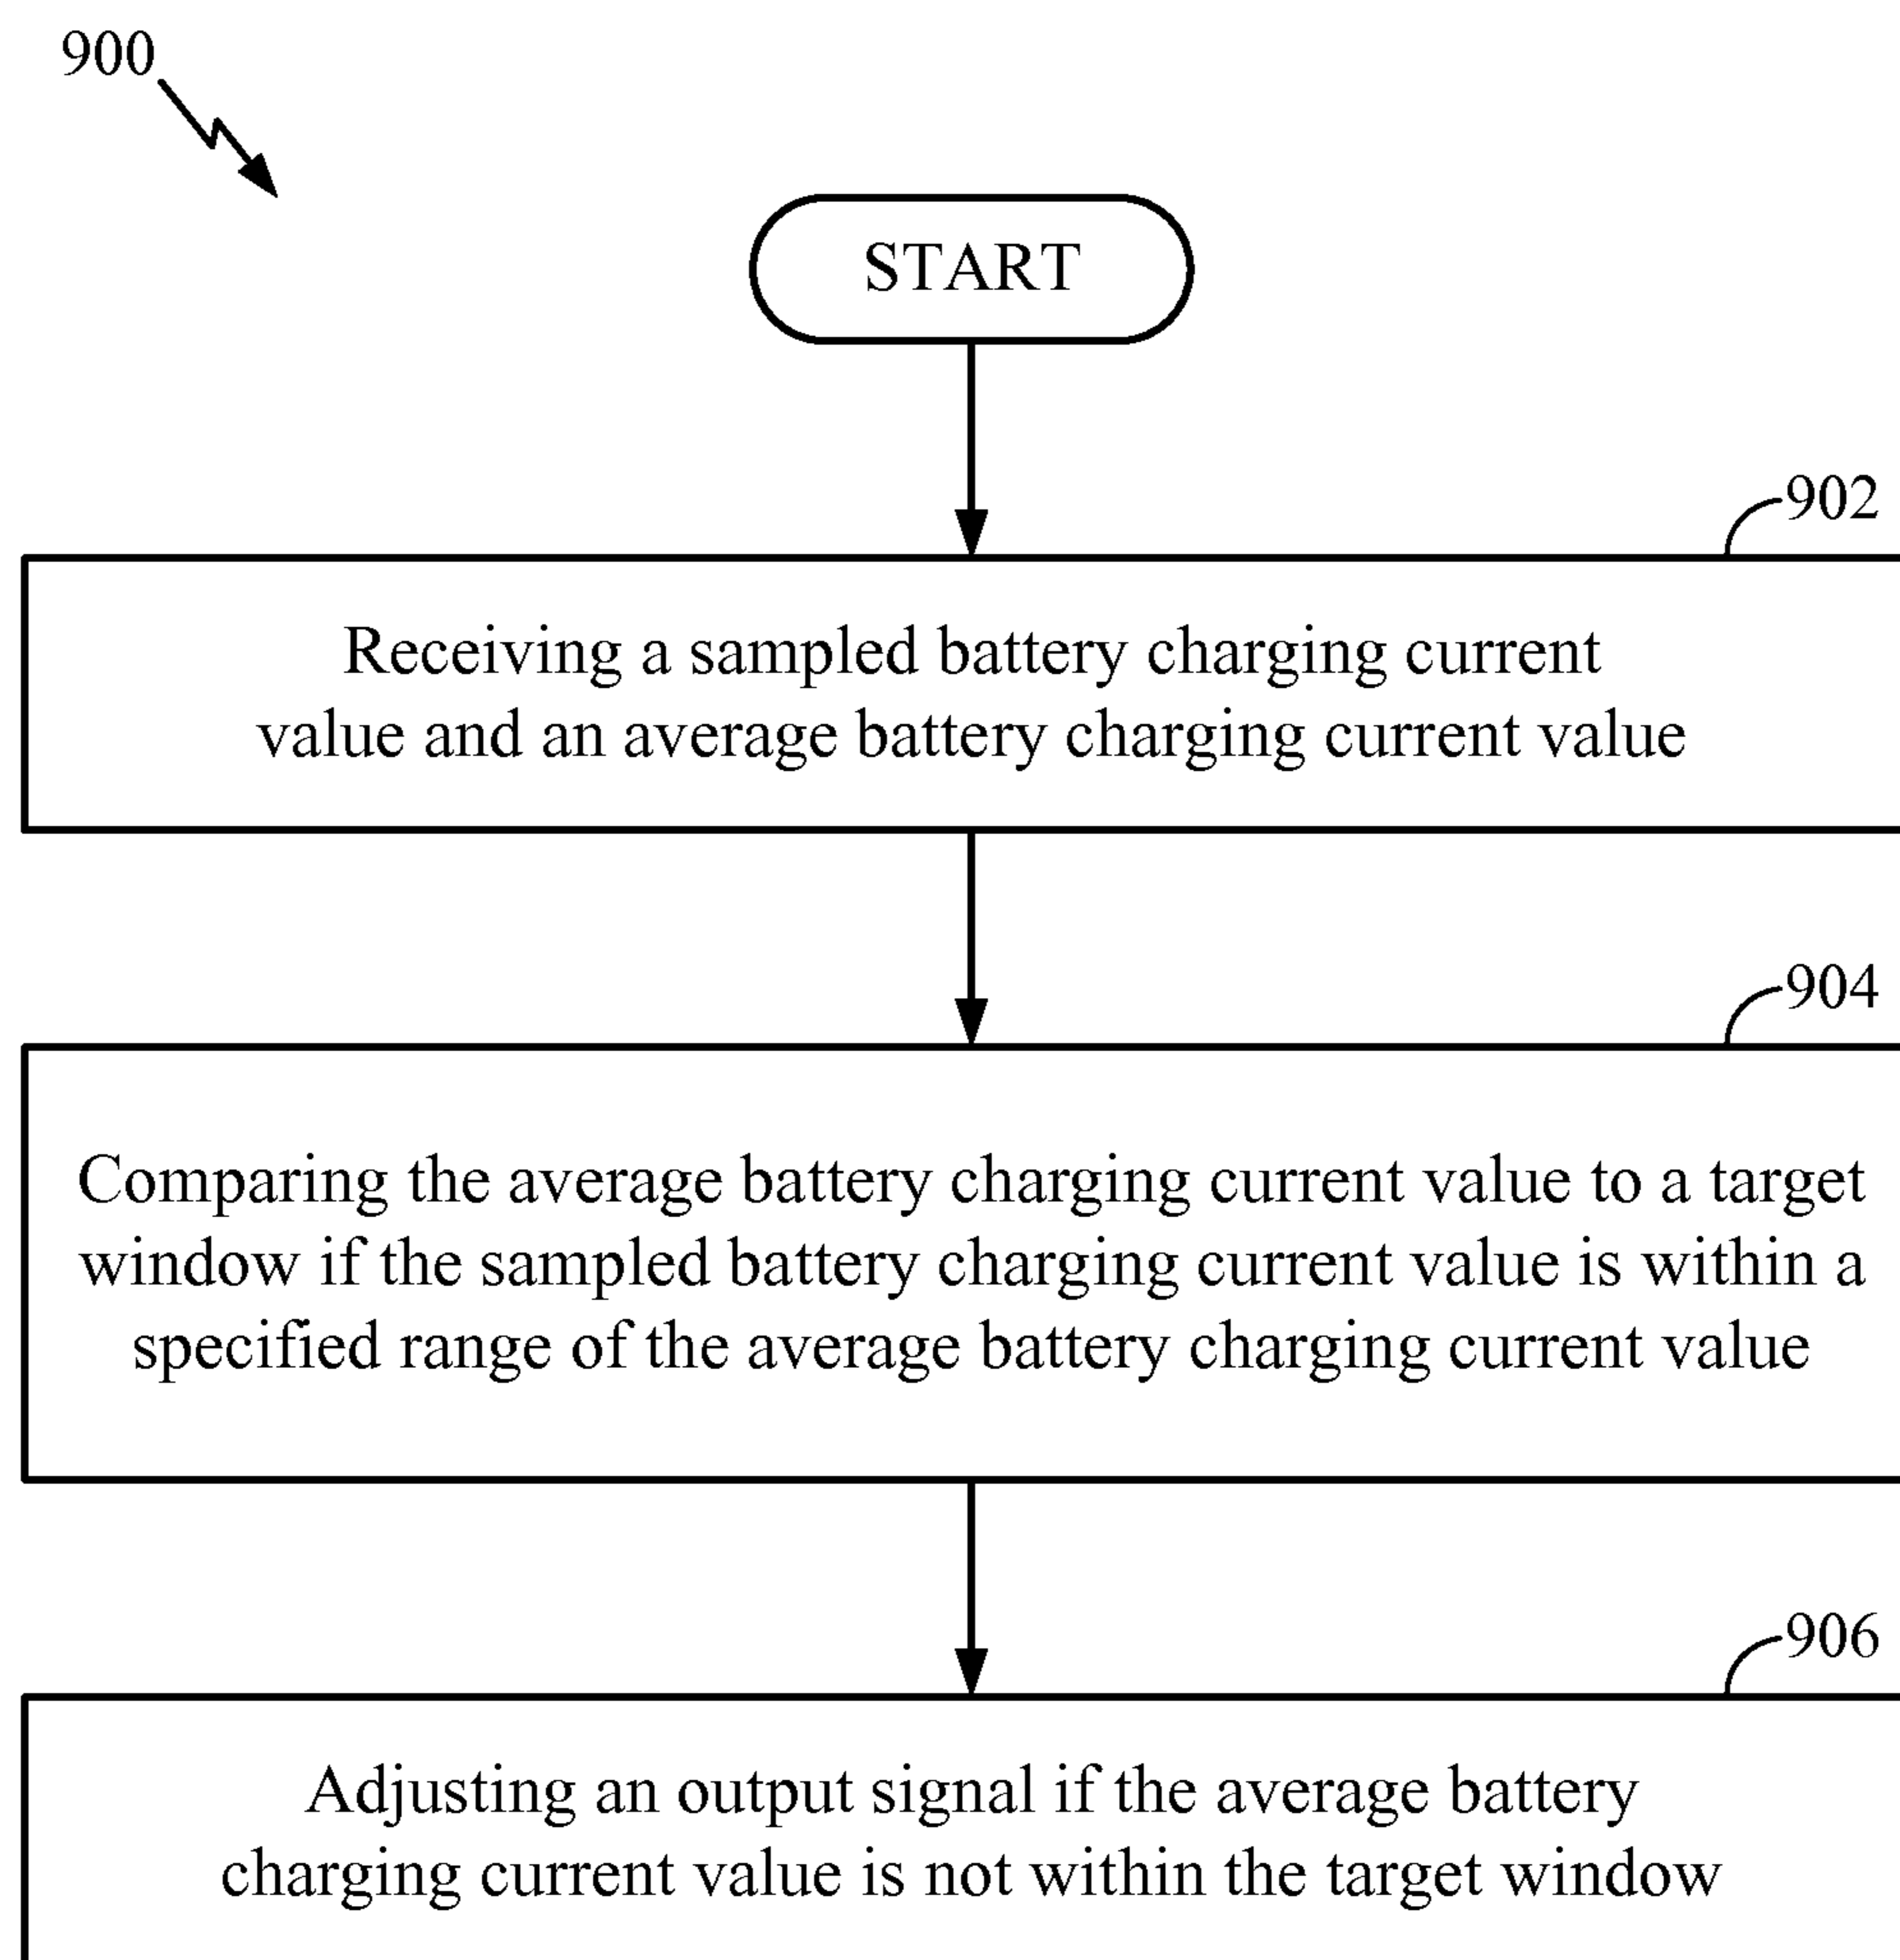 900
START
902
Receiving a sampled battery charging current
value and an average battery charging current value
904
Comparing the average battery charging current value to a target
window if the sampled battery charging current value is within a
specified range of the average battery charging current value
906
Adjusting an output signal if the average battery
charging current value is not within the target window